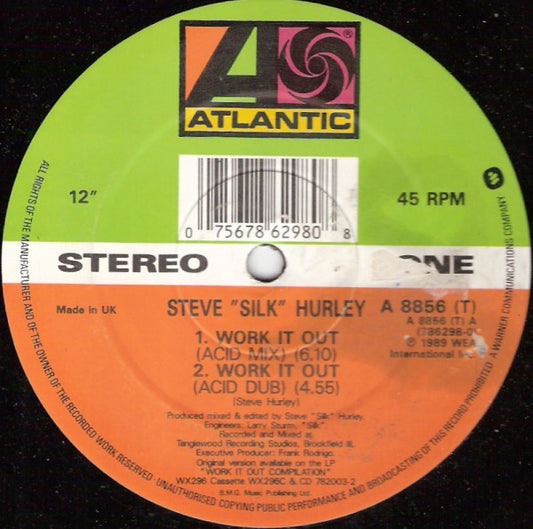 ATLANTIC
12"
45 RPM
0 75678 62980 8
STEREO
ONE
Made in UK
STEVE "SILK" HURLEY
A 8856 (T)
A 8856 (T) A
(786298-0)
℗ 1989 WEA
International
1. WORK IT OUT
(ACID MIX) (6.10)
2. WORK IT OUT
(ACID DUB) (4.55)
(Steve Hurley)
Produced mixed & edited by Steve "Silk" Hurley.
Engineers: Larry Sturm, "Silk"
Recorded and Mixed at
Tanglewood Recording Studios, Brookfield Ill.
Executive Producer: Frank Rodrigo.
Original version available on the LP
"WORK IT OUT COMPILATION"
WX296 Cassette WX296C & CD 782003-2
B.M.G. Music Publishing Ltd.
ALL RIGHTS OF THE MANUFACTURER AND OF THE OWNER OF THE RECORDED WORK RESERVED. UNAUTHORISED COPYING PUBLIC PERFORMANCE AND BROADCASTING OF THIS RECORD PROHIBITED. A WARNER COMMUNICATIONS COMPANY